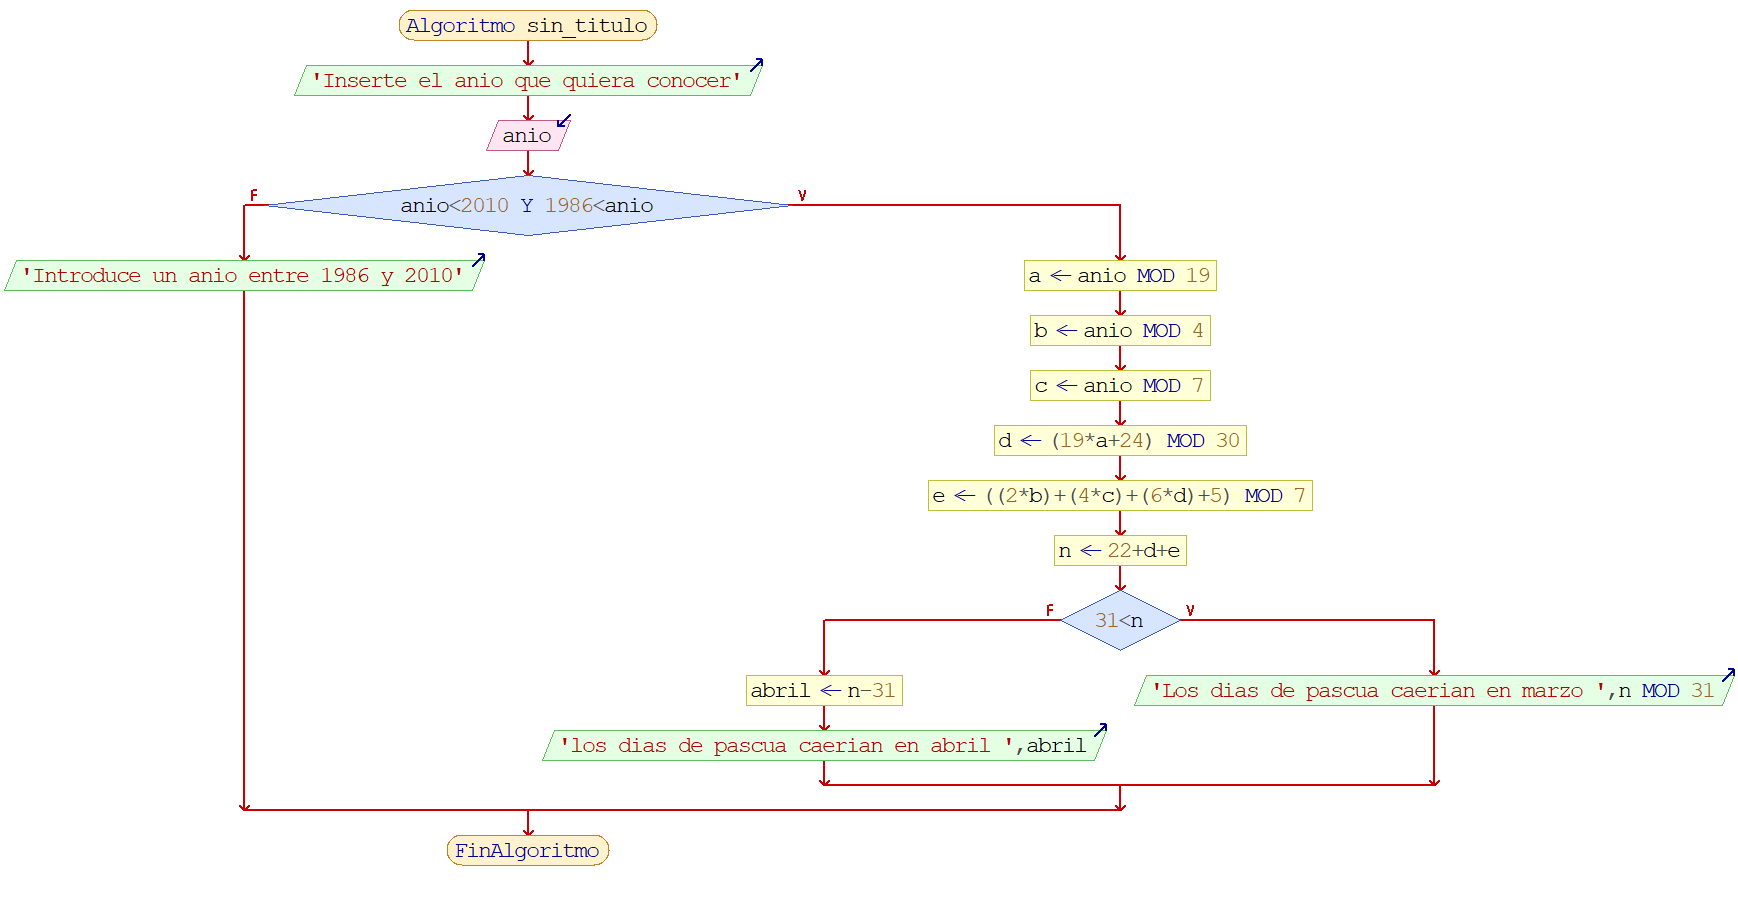 Algoritmo sin_titulo
'Inserte el anio que quiera conocer'
anio
F
V
anio<2010 Y 1986<anio
'Introduce un anio entre 1986 y 2010'
a ← anio MOD 19
b ← anio MOD 4
c ← anio MOD 7
d ← (19*a+24) MOD 30
e ← ((2*b)+(4*c)+(6*d)+5) MOD 7
n ← 22+d+e
F
V
31<n
abril ← n-31
'Los dias de pascua caerian en marzo ',n MOD 31
'los dias de pascua caerian en abril ',abril
FinAlgoritmo